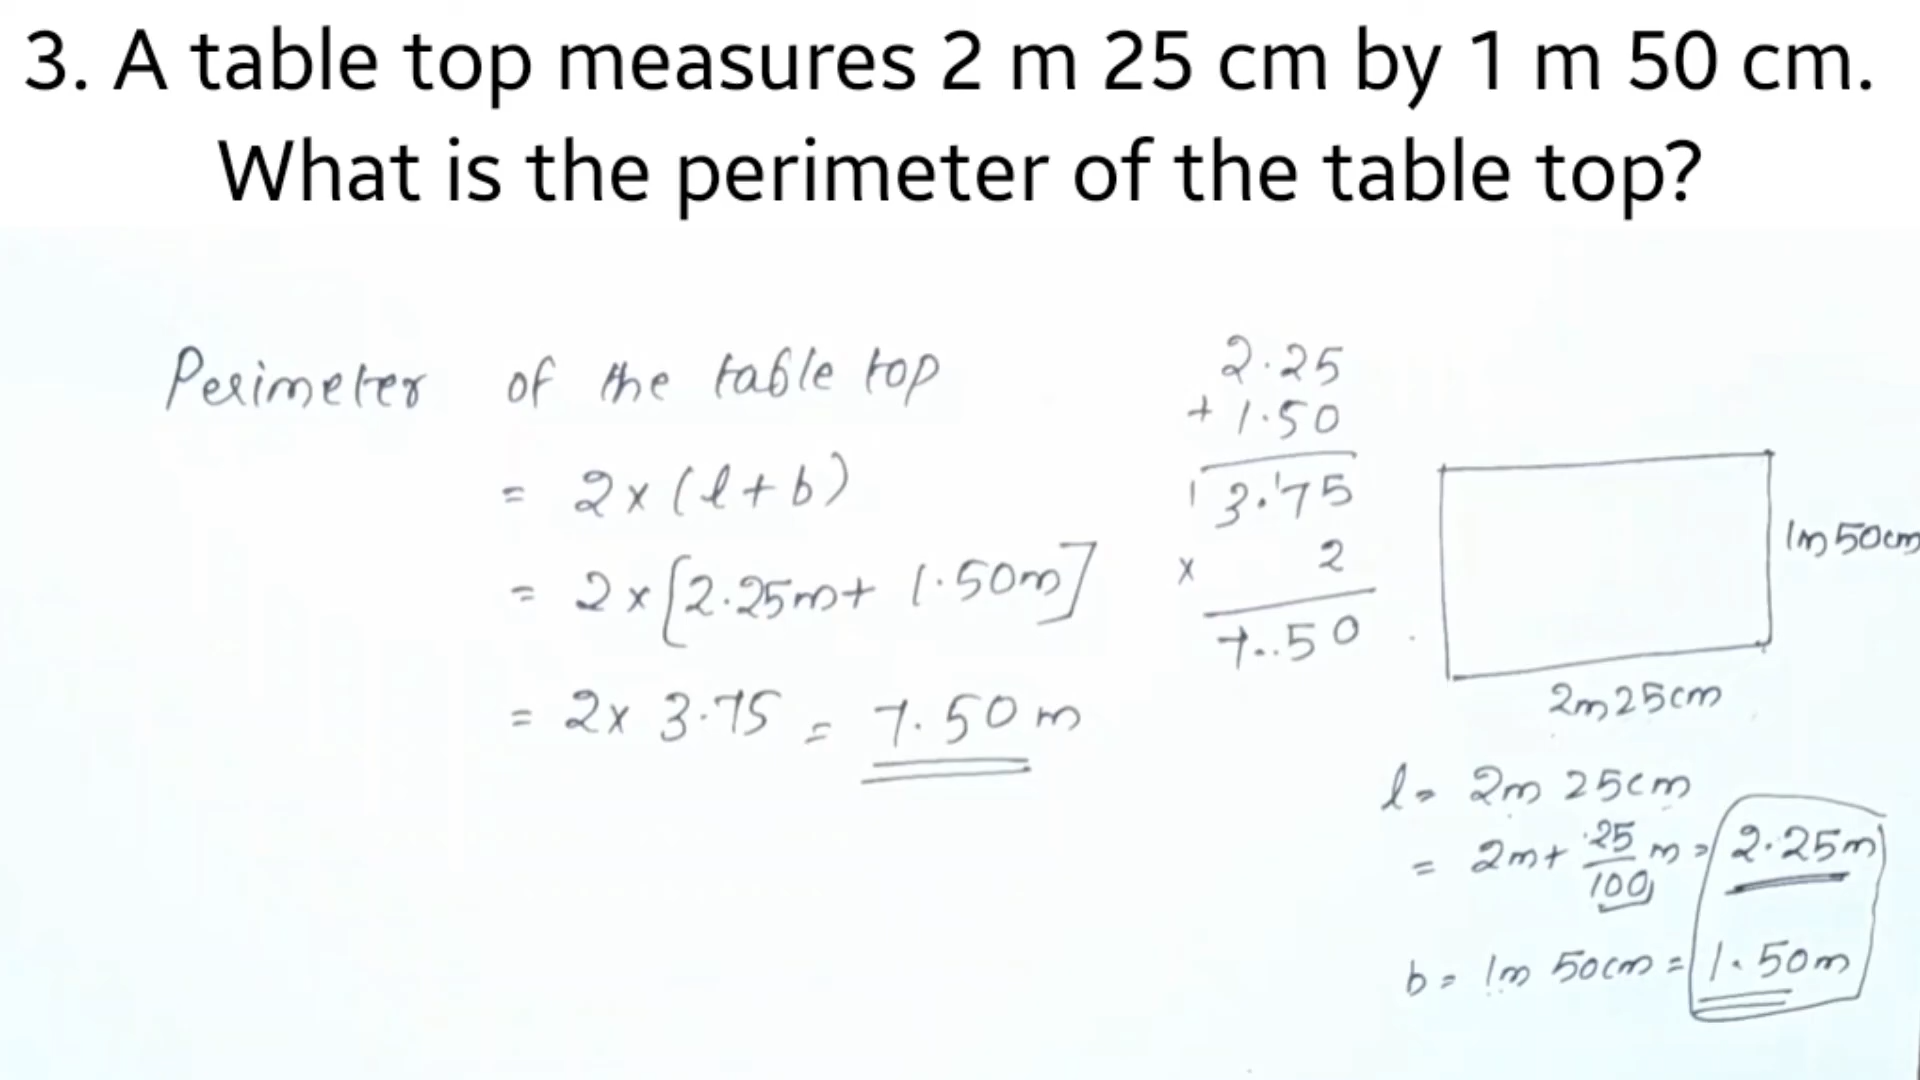 3. A table top measures 2 m 25 cm by 1 m 50 cm.
What is the perimeter of the table top?
Perimeter of the table top
= 2 x (l + b)
= 2 x [2.25m + 1.50m]
= 2 x 3.75 = 7.50 m
2.25
+ 1.50
1 3.175
x 2
7.50
1m 50cm
2m 25cm
l = 2m 25cm
= 2m + 25/100 m = 2.25m
b = 1m 50cm = 1.50m